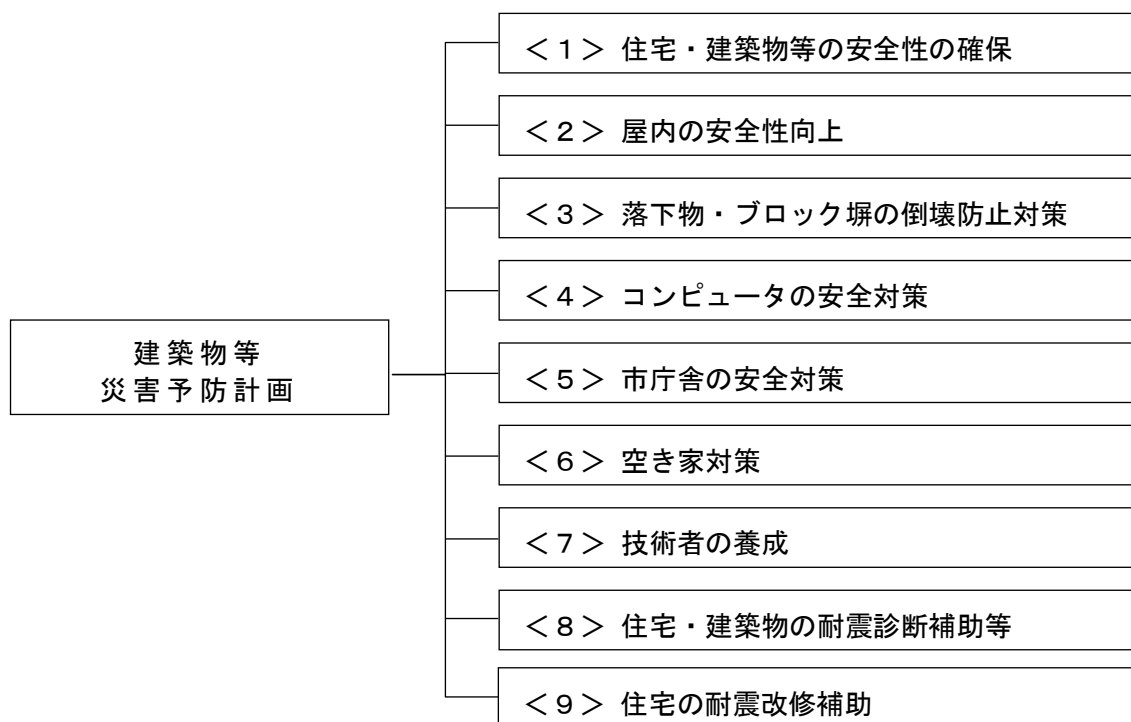 建築物等
災害予防計画
＜１＞ 住宅・建築物等の安全性の確保
＜２＞ 屋内の安全性向上
＜３＞ 落下物・ブロック塀の倒壊防止対策
＜４＞ コンピュータの安全対策
＜５＞ 市庁舎の安全対策
＜６＞ 空き家対策
＜７＞ 技術者の養成
＜８＞ 住宅・建築物の耐震診断補助等
＜９＞ 住宅の耐震改修補助